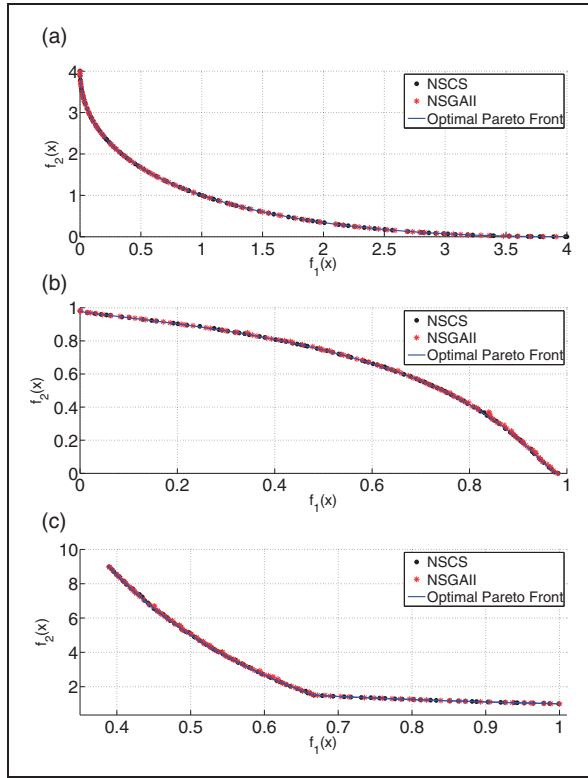 (a)
4
3
2
1
0
f2(x)
0 0.5 1 1.5 2 2.5 3 3.5 4
f1(x)
NSCS
NSGAII
Optimal Pareto Front
(b)
1
0.8
0.6
0.4
0.2
0
f2(x)
0 0.2 0.4 0.6 0.8 1
f1(x)
NSCS
NSGAII
Optimal Pareto Front
(c)
10
8
6
4
2
f2(x)
0.4 0.5 0.6 0.7 0.8 0.9 1
f1(x)
NSCS
NSGAII
Optimal Pareto Front